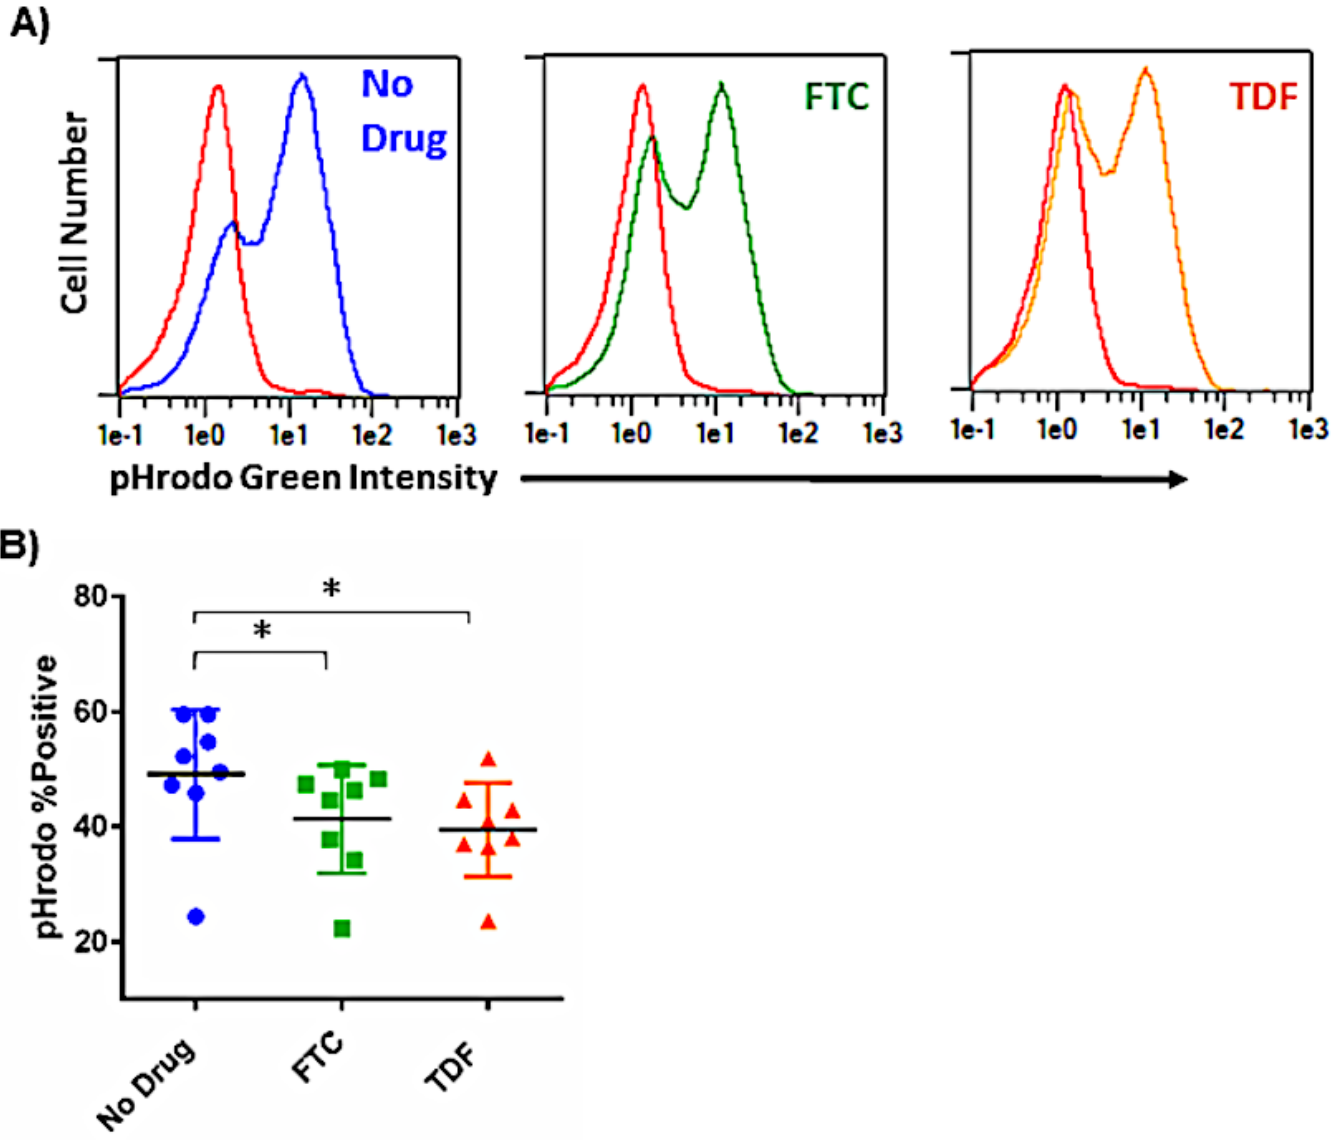 A)
No
Drug
FTC
TDF
Cell Number
1e-1 1e0 1e1 1e2 1e3
1e-1 1e0 1e1 1e2 1e3
1e-1 1e0 1e1 1e2 1e3
pHrodo Green Intensity
B)
80
60
40
20
pHrodo %Positive
*
*
No Drug
FTC
TDF